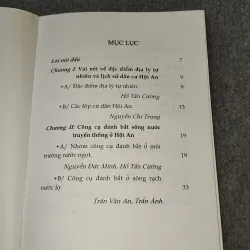 MỤC LỤC
Lời nói đầu 7
Chương I: Vài nét về đặc điểm địa lý tự
nhiên và lịch sử dân cư Hội An 9
+A/ Đặc điểm địa lý tự nhiên 9
Hồ Tấn Cường
+B/ Các lớp cư dân Hội An. 13
Nguyễn Chí Trung
Chương II: Công cụ đánh bắt sông nước
truyền thống ở Hội An 19
+A/ Nhóm công cụ đánh bắt ở môi
trường nước ngọt. 19
Nguyễn Đức Minh, Hồ Tấn Cường
+B/ Công cụ đánh bắt ở sông rạch
nước lợ. 33
Trần Văn An, Trần Ánh